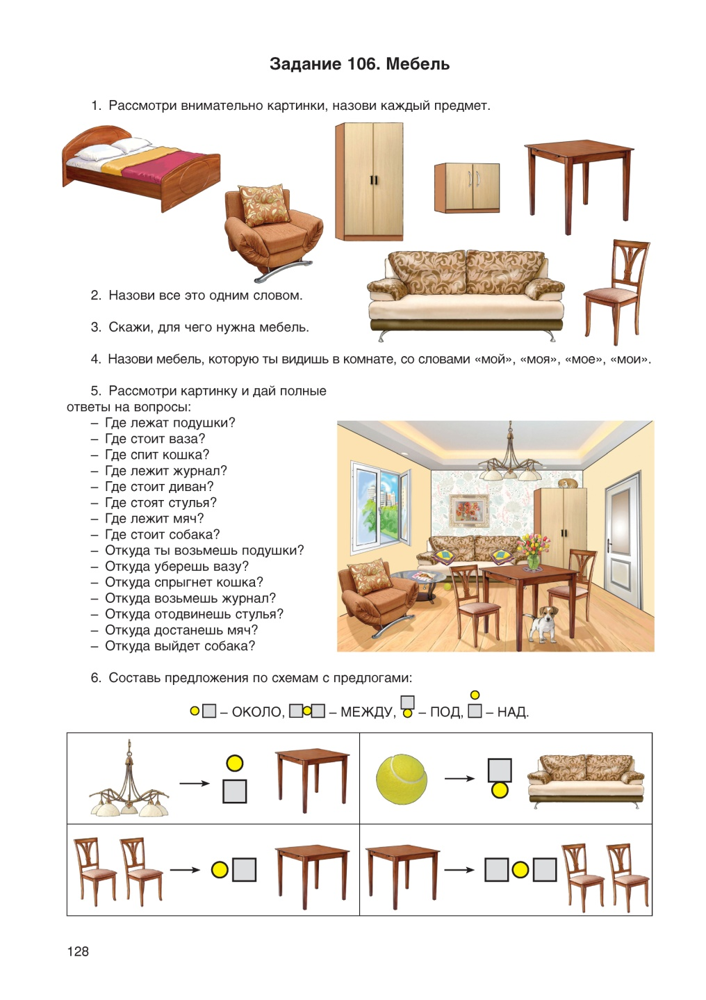 Задание 106. Мебель
1. Рассмотри внимательно картинки, назови каждый предмет.
2. Назови все это одним словом.
3. Скажи, для чего нужна мебель.
4. Назови мебель, которую ты видишь в комнате, со словами «мой», «моя», «мое», «мои».
5. Рассмотри картинку и дай полные
ответы на вопросы:
– Где лежат подушки?
– Где стоит ваза?
– Где спит кошка?
– Где лежит журнал?
– Где стоит диван?
– Где стоят стулья?
– Где лежит мяч?
– Где стоит собака?
– Откуда ты возьмешь подушки?
– Откуда уберешь вазу?
– Откуда спрыгнет кошка?
– Откуда возьмешь журнал?
– Откуда отодвинешь стулья?
– Откуда достанешь мяч?
– Откуда выйдет собака?
6. Составь предложения по схемам с предлогами:
– ОКОЛО, – МЕЖДУ, – ПОД, – НАД.
128